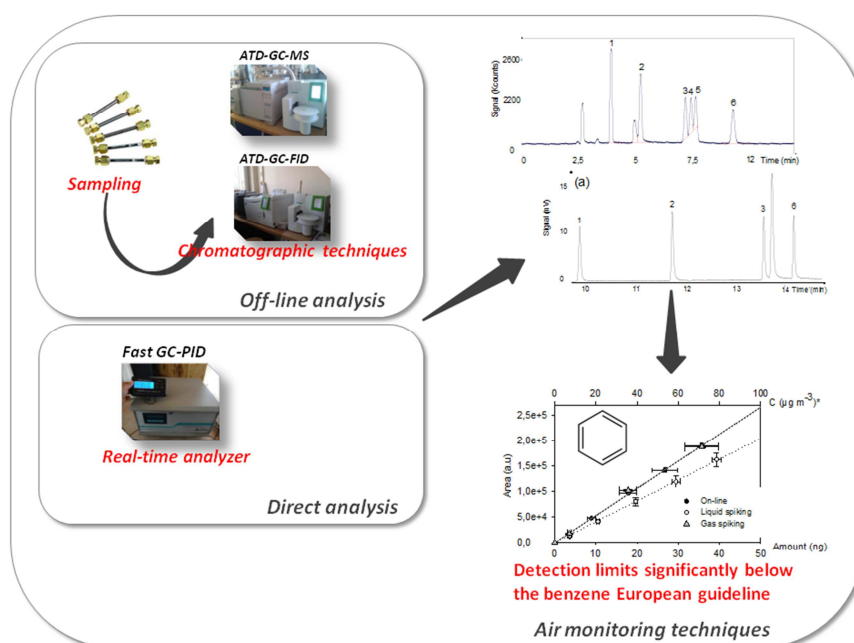 ATD-GC-MS
Sampling
ATD-GC-FID
Chromatographic techniques
Off-line analysis
Fast GC-PID
Real-time analyzer
Direct analysis
Signal (Kcounts)
2800
2200
0
1
2
3 4 5
6
0 2,5 5 7,5 12 Time (min)
(a)
Signal (mV)
15
10
0
1
2
3
6
10 11 12 13 14 Time (min)
0 20 40 60 80 100
C (µg m⁻³)*
Area (a.u)
2,5e+5
2,0e+5
1,5e+5
1,0e+5
5,0e+4
0,0
On-line
Liquid spiking
Gas spiking
0 10 20 30 40 50
Amount (ng)
Detection limits significantly below
the benzene European guideline
Air monitoring techniques